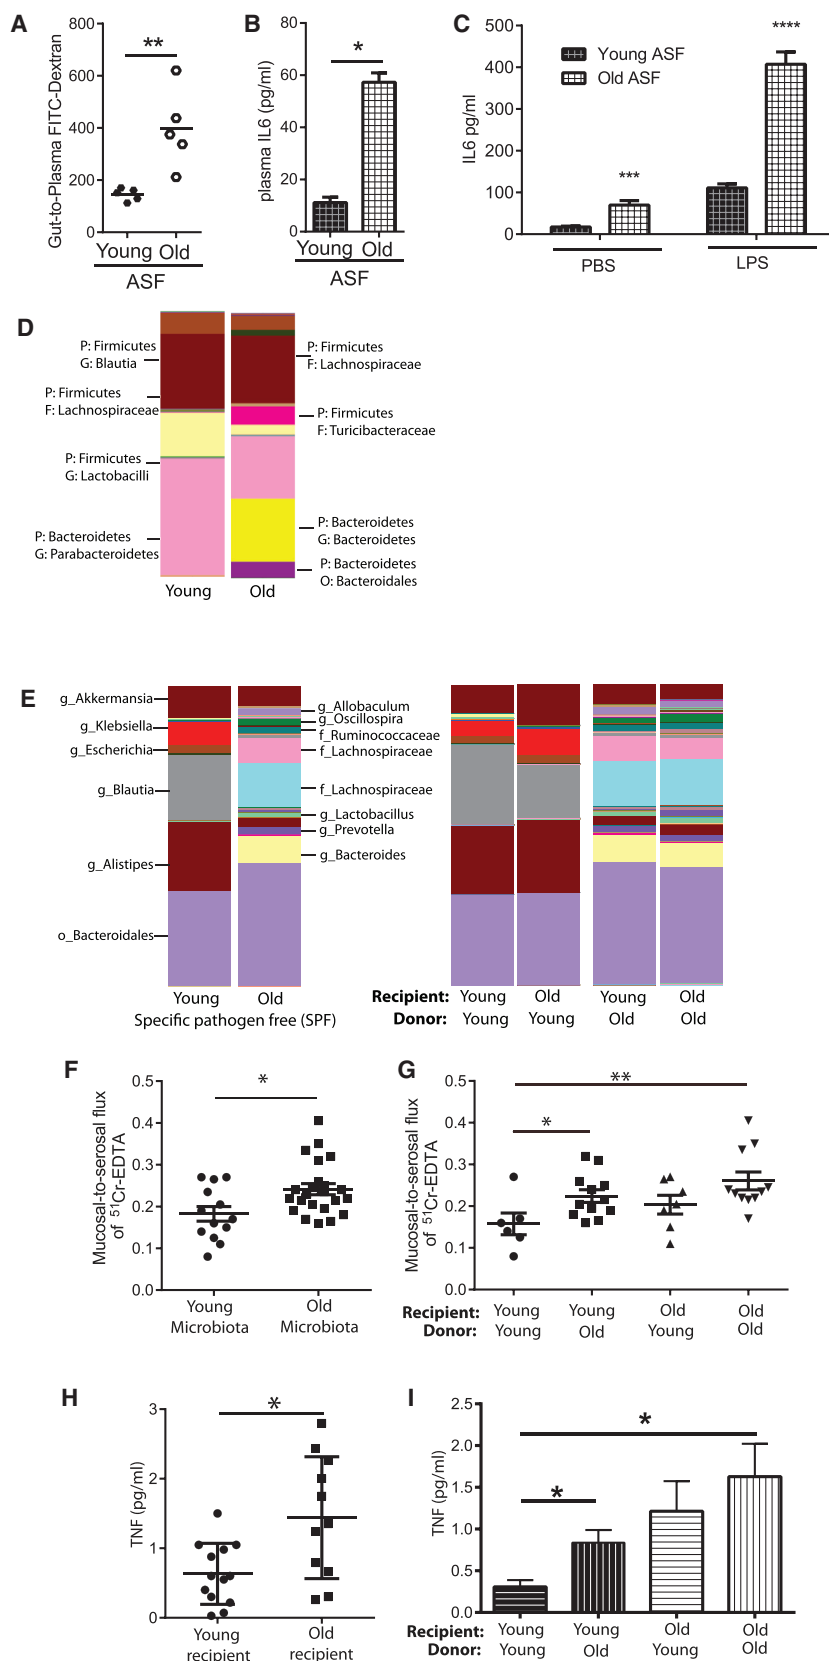 A
800
600
400
200
0
Gut-to-Plasma FITC-Dextran
**
Young Old
ASF
B
80
60
40
20
0
plasma IL6 (pg/ml)
*
Young Old
ASF
C
500
400
300
200
100
0
IL6 pg/ml
Young ASF
Old ASF
***
****
PBS
LPS
D
P: Firmicutes
G: Blautia
P: Firmicutes
F: Lachnospiraceae
P: Firmicutes
G: Lactobacilli
P: Bacteroidetes
G: Parabacteroidetes
P: Firmicutes
F: Lachnospiraceae
P: Firmicutes
F: Turicibacteraceae
P: Bacteroidetes
G: Bacteroidetes
P: Bacteroidetes
O: Bacteroidales
Young
Old
E
g_Akkermansia
g_Klebsiella
g_Escherichia
g_Blautia
g_Alistipes
o_Bacteroidales
g_Allobaculum
g_Oscillospira
f_Ruminococcaceae
f_Lachnospiraceae
f_Lachnospiraceae
g_Lactobacillus
g_Prevotella
g_Bacteroides
Young
Old
Specific pathogen free (SPF)
Recipient: Young Old Young Old
Donor: Young Young Old Old
F
0.5
0.4
0.3
0.2
0.1
0.0
Mucosal-to-serosal flux
of 51Cr-EDTA
*
Young
Microbiota
Old
Microbiota
G
0.5
0.4
0.3
0.2
0.1
0.0
Mucosal-to-serosal flux
of 51Cr-EDTA
**
*
Recipient: Young Young Old Old
Donor: Young Old Young Old
H
3
2
1
0
TNF (pg/ml)
*
Young
recipient
Old
recipient
I
2.5
2.0
1.5
1.0
0.5
0.0
TNF (pg/ml)
*
*
Recipient: Young Young Old Old
Donor: Young Old Young Old